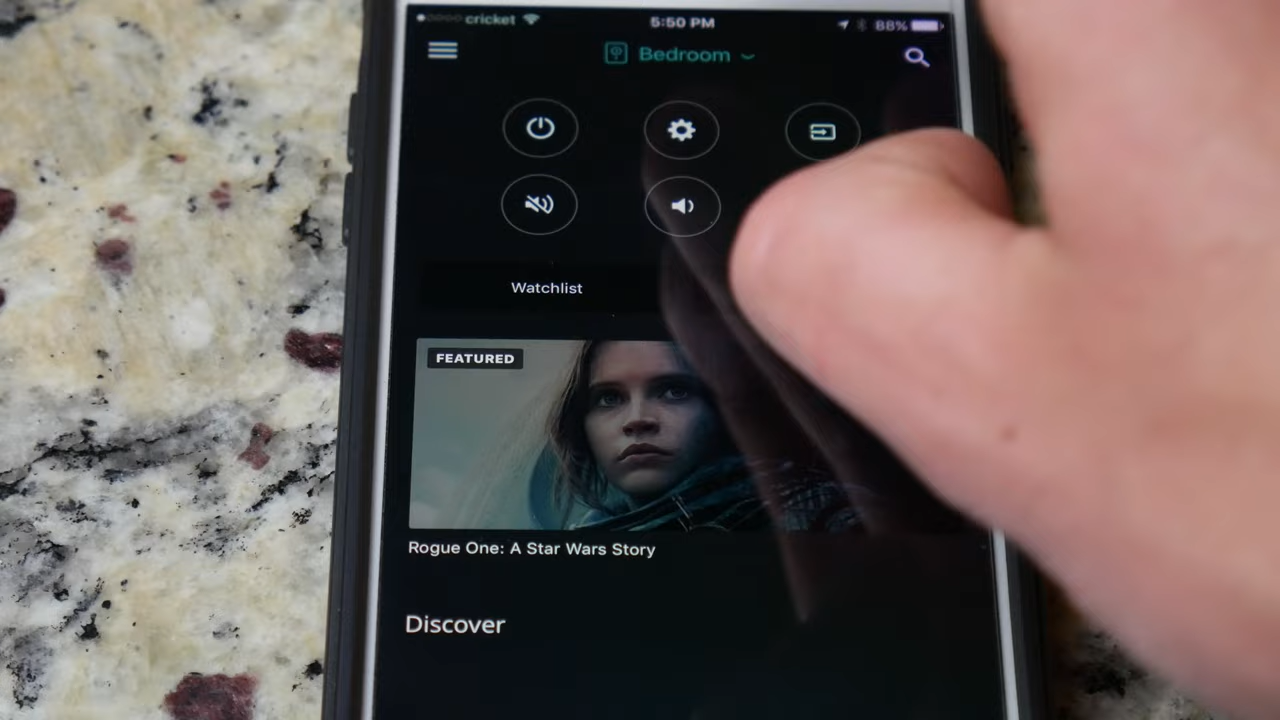 cricket 5:50 PM 88%
Bedroom
Watchlist
FEATURED
Rogue One: A Star Wars Story
Discover